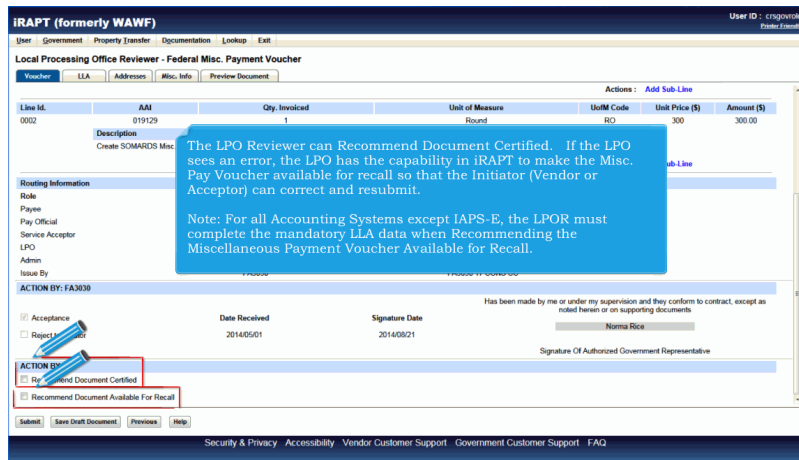 iRAPT (formerly WAWF)
User ID : crsgovrole
Printer Friendly
User Government Property Transfer Documentation Lookup Exit
Local Processing Office Reviewer - Federal Misc. Payment Voucher
Voucher LLA Addresses Misc. Info Preview Document
Actions : Add Sub-Line
Line Id. AAI Qty. Invoiced Unit of Measure UofM Code Unit Price ($) Amount ($)
0002 019129 1 Round RO 300 300.00
Description
Create SOMARDS Misc.
The LPO Reviewer can Recommend Document Certified. If the LPO
sees an error, the LPO has the capability in iRAPT to make the Misc.
Pay Voucher available for recall so that the Initiator (Vendor or
Acceptor) can correct and resubmit.
Note: For all Accounting Systems except IAPS-E, the LPOR must
complete the mandatory LLA data when Recommending the
Miscellaneous Payment Voucher Available for Recall.
ub-Line
Routing Information
Role
Payee
Pay Official
Service Acceptor
LPO
Admin
Issue By
ACTION BY: FA3030
Has been made by me or under my supervision and they conform to contract, except as
noted herein or on supporting documents
Acceptance Date Received Signature Date
Norma Rice
Reject to 2014/05/01 2014/08/21
Signature Of Authorized Government Representative
ACTION BY
Recommend Document Certified
Recommend Document Available For Recall
Submit Save Draft Document Previous Help
Security & Privacy Accessibility Vendor Customer Support Government Customer Support FAQ